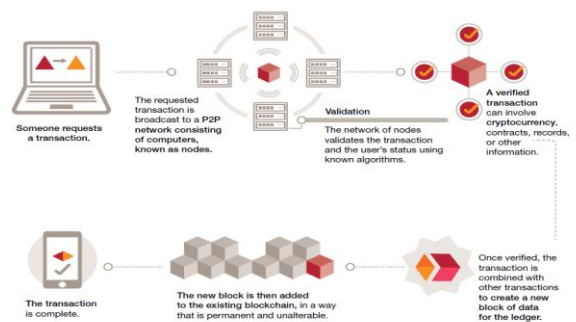 Someone requests
a transaction.
The requested
transaction is
broadcast to a P2P
network consisting
of computers,
known as nodes.
Validation
The network of nodes
validates the transaction
and the user's status using
known algorithms.
A verified
transaction
can involve
cryptocurrency,
contracts, records,
or other
information.
Once verified, the
transaction is
combined with
other transactions
to create a new
block of data
for the ledger.
The new block is then added
to the existing blockchain, in a way
that is permanent and unalterable.
The transaction
is complete.